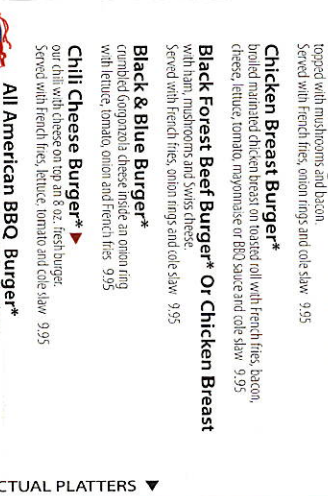 topped with mushrooms and bacon.
Served with French fries, onion rings and cole slaw 9.95
Chicken Breast Burger*
broiled marinated chicken breast on toasted roll with French fries, bacon,
cheese, lettuce, tomato, mayonnaise or BBQ sauce and cole slaw 9.95
Black Forest Beef Burger* Or Chicken Breast
with ham, mushrooms and Swiss cheese.
Served with French fries, onion rings and cole slaw 9.95
Black & Blue Burger*
crumbled Gorgonzola cheese inside an onion ring
with lettuce, tomato, onion and French fries 9.95
Chili Cheese Burger*▶
our chili with cheese on top an 8 oz. fresh burger.
Served with French fries, lettuce, tomato and cole slaw 9.95
All American BBQ Burger*
CTUAL PLATTERS ▼